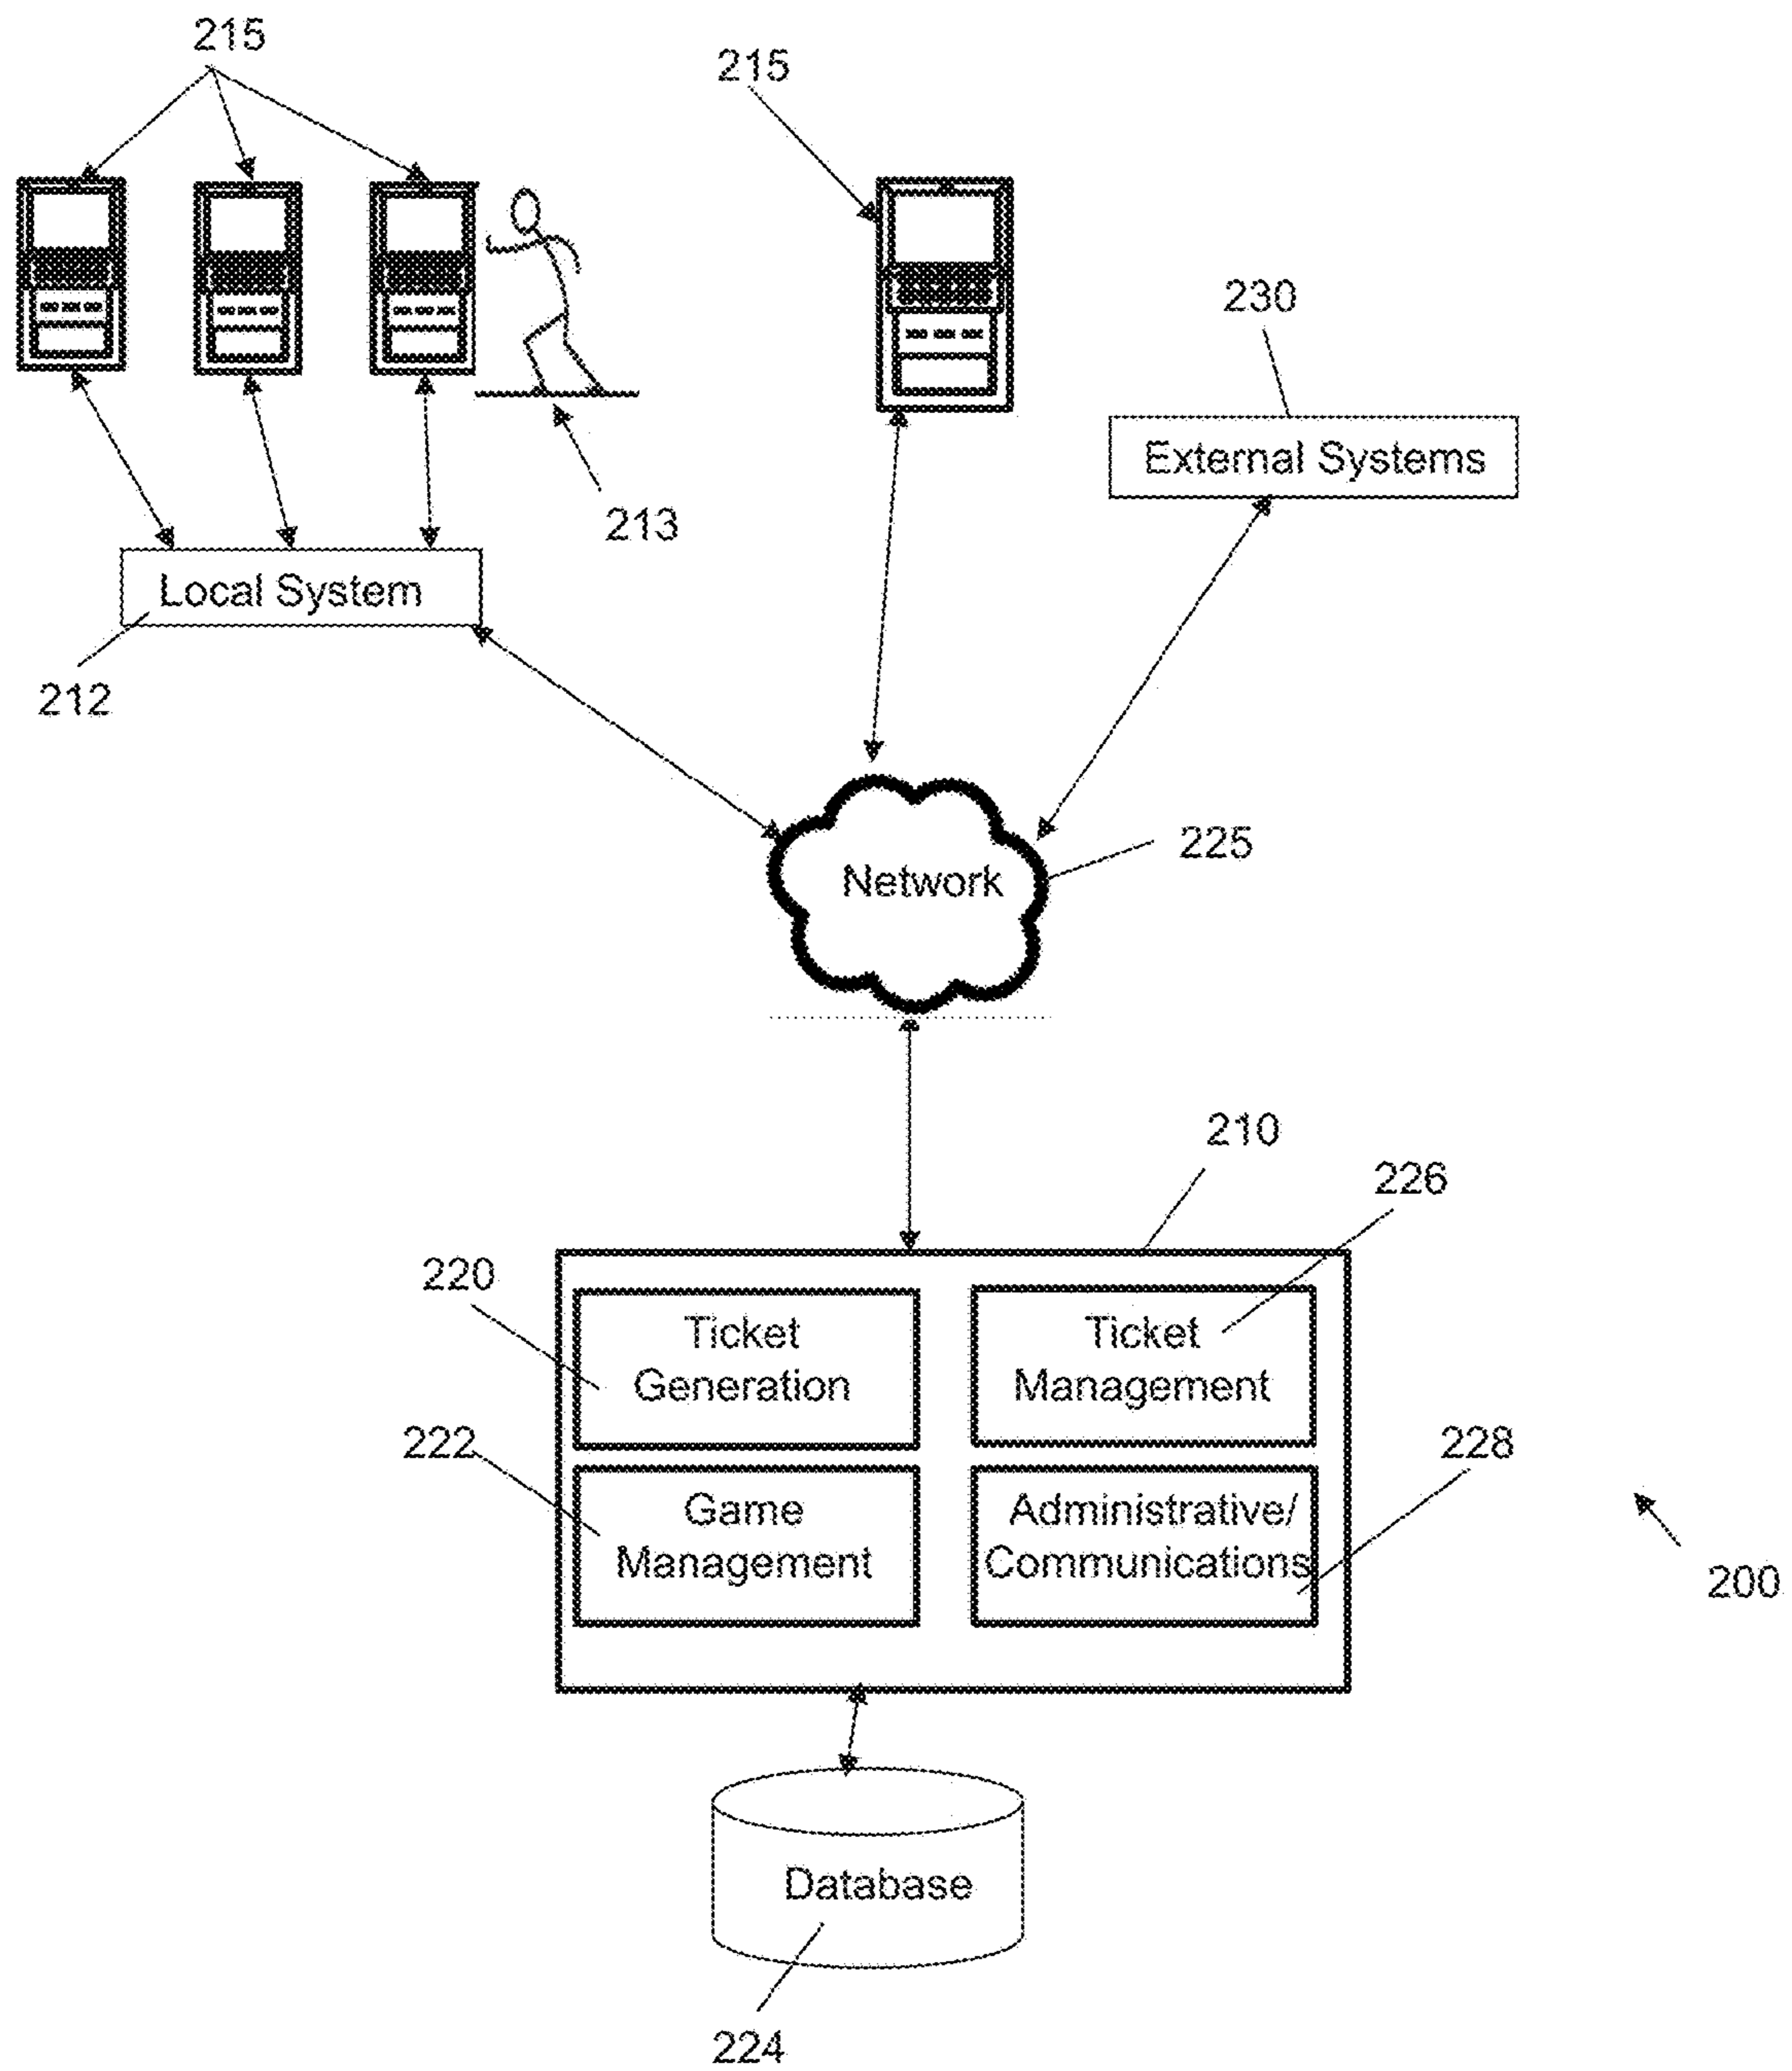 215
215
230
External Systems
213
Local System
212
225
Network
210
226
220
Ticket
Generation
Ticket
Management
222
228
Game
Management
Administrative/
Communications
200
Database
224